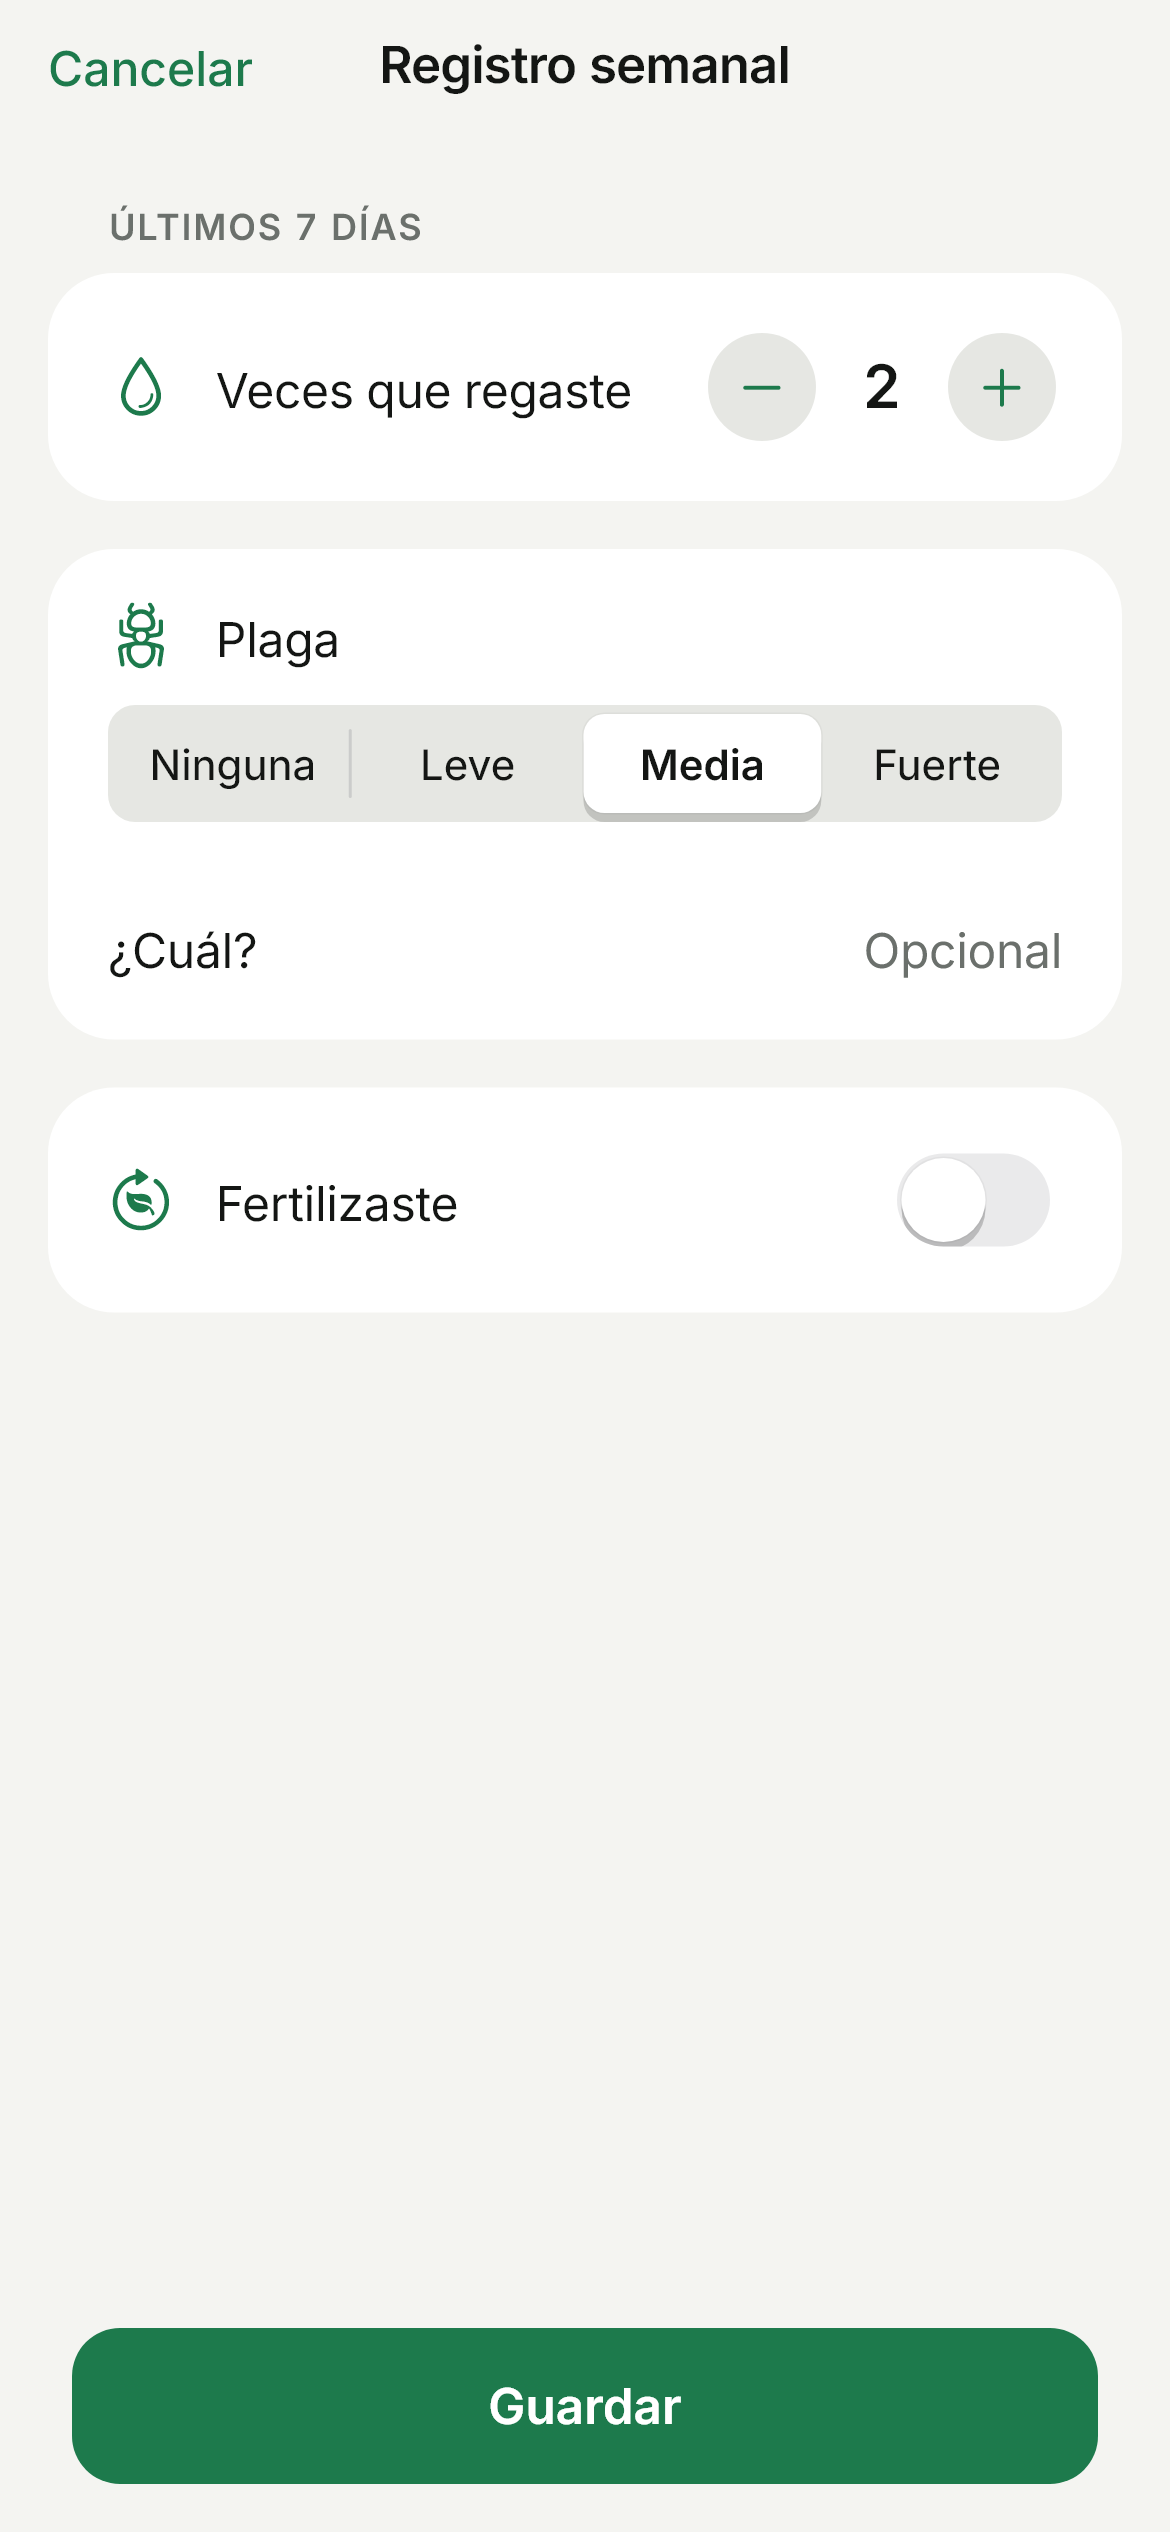 Cancelar
Registro semanal
ÚLTIMOS 7 DÍAS
Veces que regaste
2
Plaga
Ninguna
Leve
Media
Fuerte
¿Cuál?
Opcional
Fertilizaste
Guardar